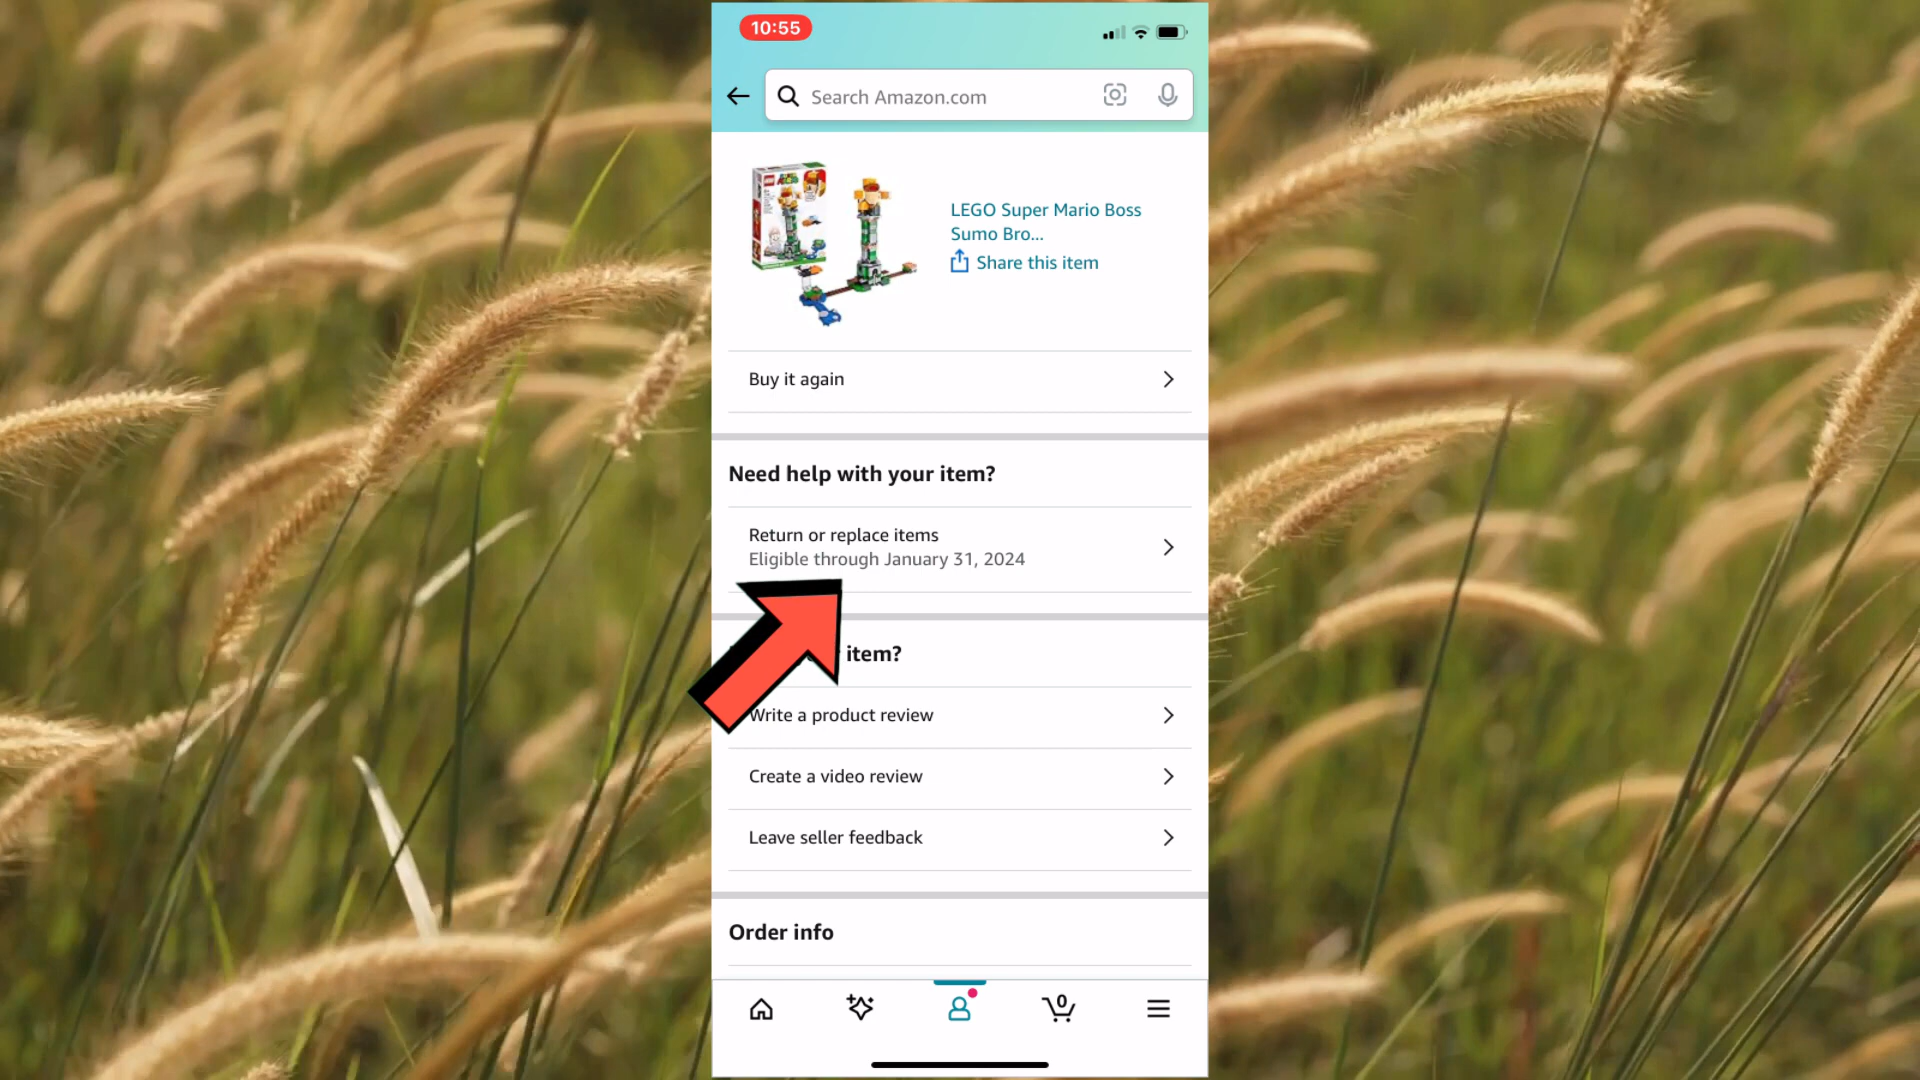 10:55
Search Amazon.com
LEGO Super Mario Boss
Sumo Bro...
Share this item
Buy it again
Need help with your item?
Return or replace items
Eligible through January 31, 2024
item?
Write a product review
Create a video review
Leave seller feedback
Order info
0